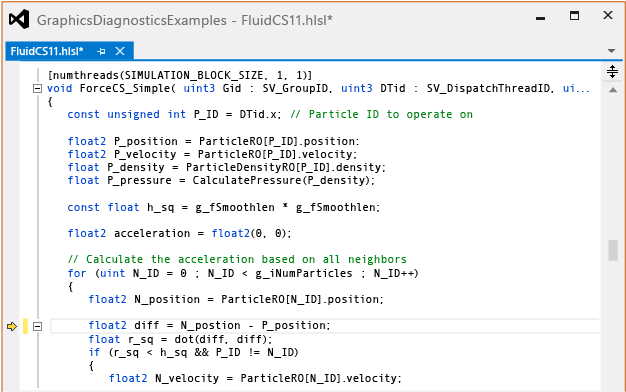 GraphicsDiagnosticsExamples - FluidCS11.hlsl*
FluidCS11.hlsl*
[numthreads(SIMULATION_BLOCK_SIZE, 1, 1)]
void ForceCS_Simple( uint3 Gid : SV_GroupID, uint3 DTid : SV_DispatchThreadID, ui...
{
const unsigned int P_ID = DTid.x; // Particle ID to operate on
float2 P_position = ParticleRO[P_ID].position:
float2 P_velocity = ParticleRO[P_ID].velocity;
float P_density = ParticleDensityRO[P_ID].density;
float P_pressure = CalculatePressure(P_density);
const float h_sq = g_fSmoothlen * g_fSmoothlen;
float2 acceleration = float2(0, 0);
// Calculate the acceleration based on all neighbors
for (uint N_ID = 0 ; N_ID < g_iNumParticles ; N_ID++)
{
float2 N_position = ParticleRO[N_ID].position;
float2 diff = N_postion - P_position;
float r_sq = dot(diff, diff);
if (r_sq < h_sq && P_ID != N_ID)
{
float2 N_velocity = ParticleRO[N_ID].velocity;